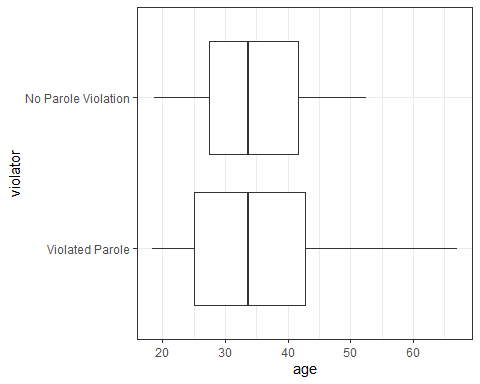 violator
No Parole Violation
Violated Parole
20 30 40 50 60
age